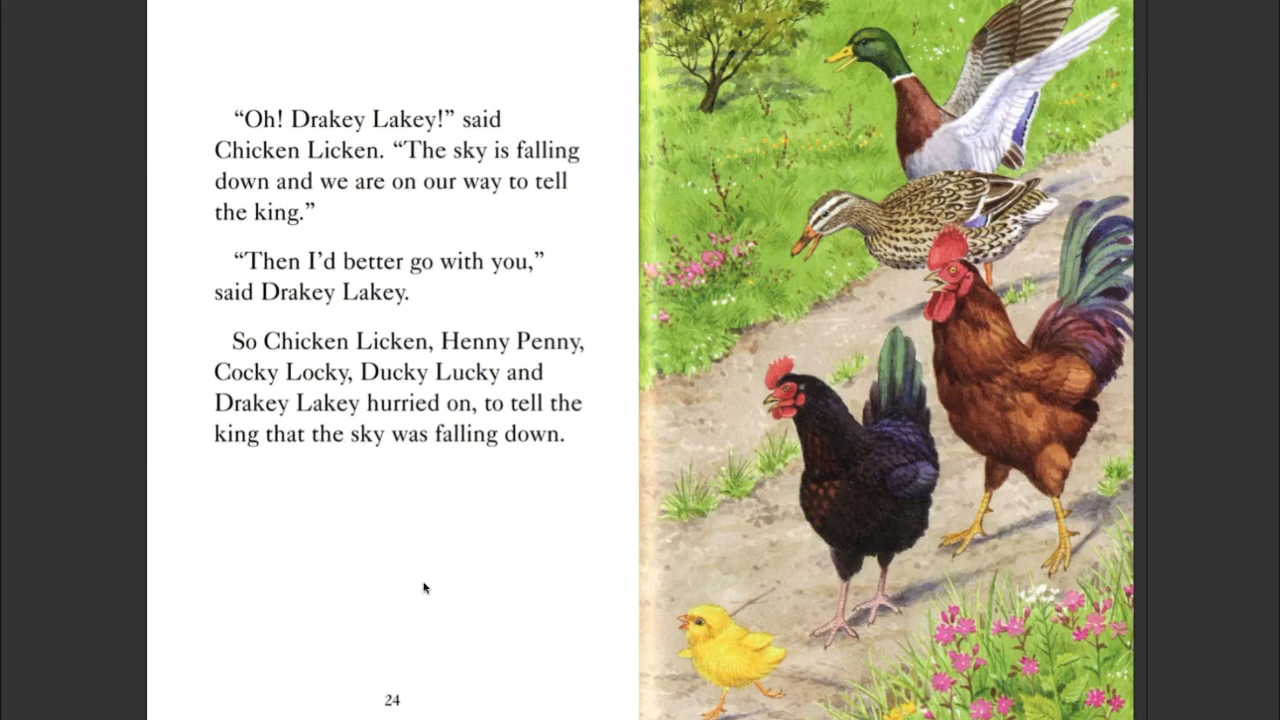 “Oh! Drakey Lakey!” said
Chicken Licken. “The sky is falling
down and we are on our way to tell
the king.”
“Then I’d better go with you,”
said Drakey Lakey.
So Chicken Licken, Henny Penny,
Cocky Locky, Ducky Lucky and
Drakey Lakey hurried on, to tell the
king that the sky was falling down.
24